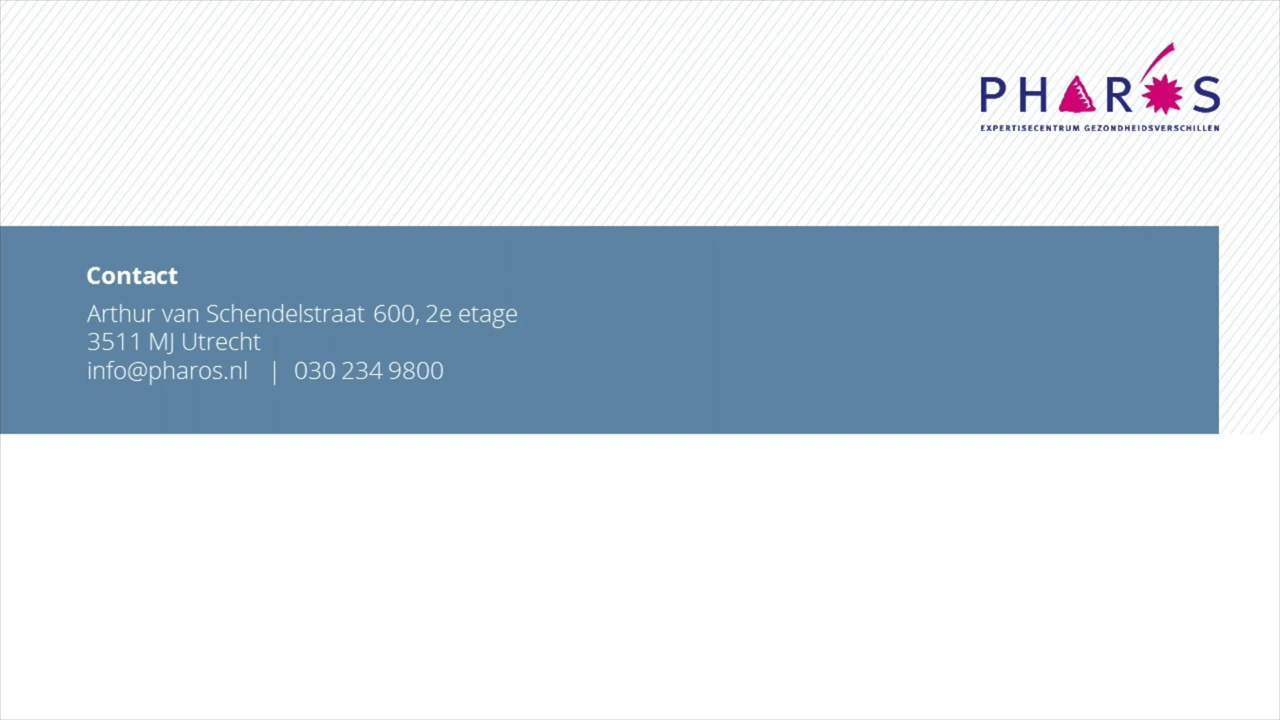 PHAROS
EXPERTISECENTRUM GEZONDHEIDSVERSCHILLEN
Contact
Arthur van Schendelstraat 600, 2e etage
3511 MJ Utrecht
info@pharos.nl | 030 234 9800